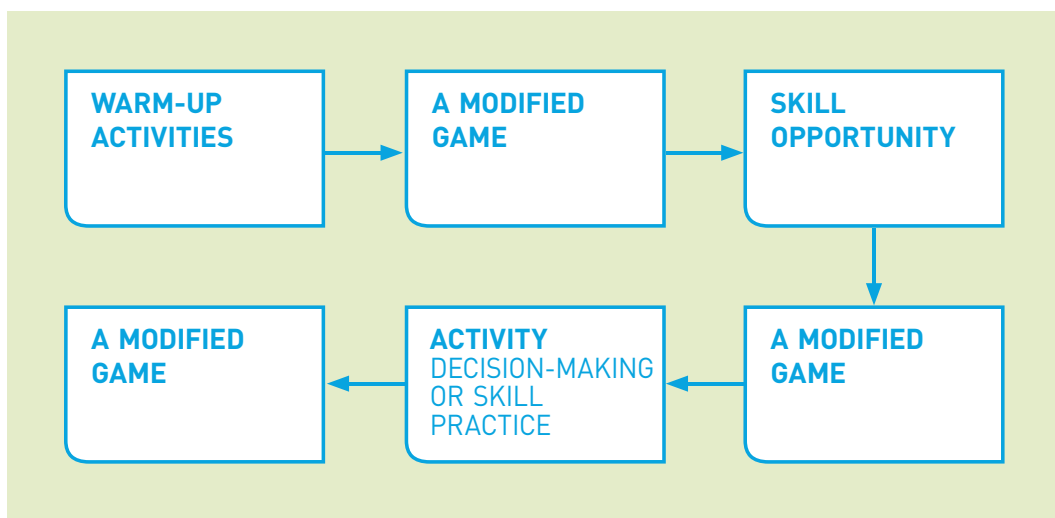 WARM-UP
ACTIVITIES
A MODIFIED
GAME
SKILL
OPPORTUNITY
A MODIFIED
GAME
ACTIVITY
DECISION-MAKING
OR SKILL
PRACTICE
A MODIFIED
GAME